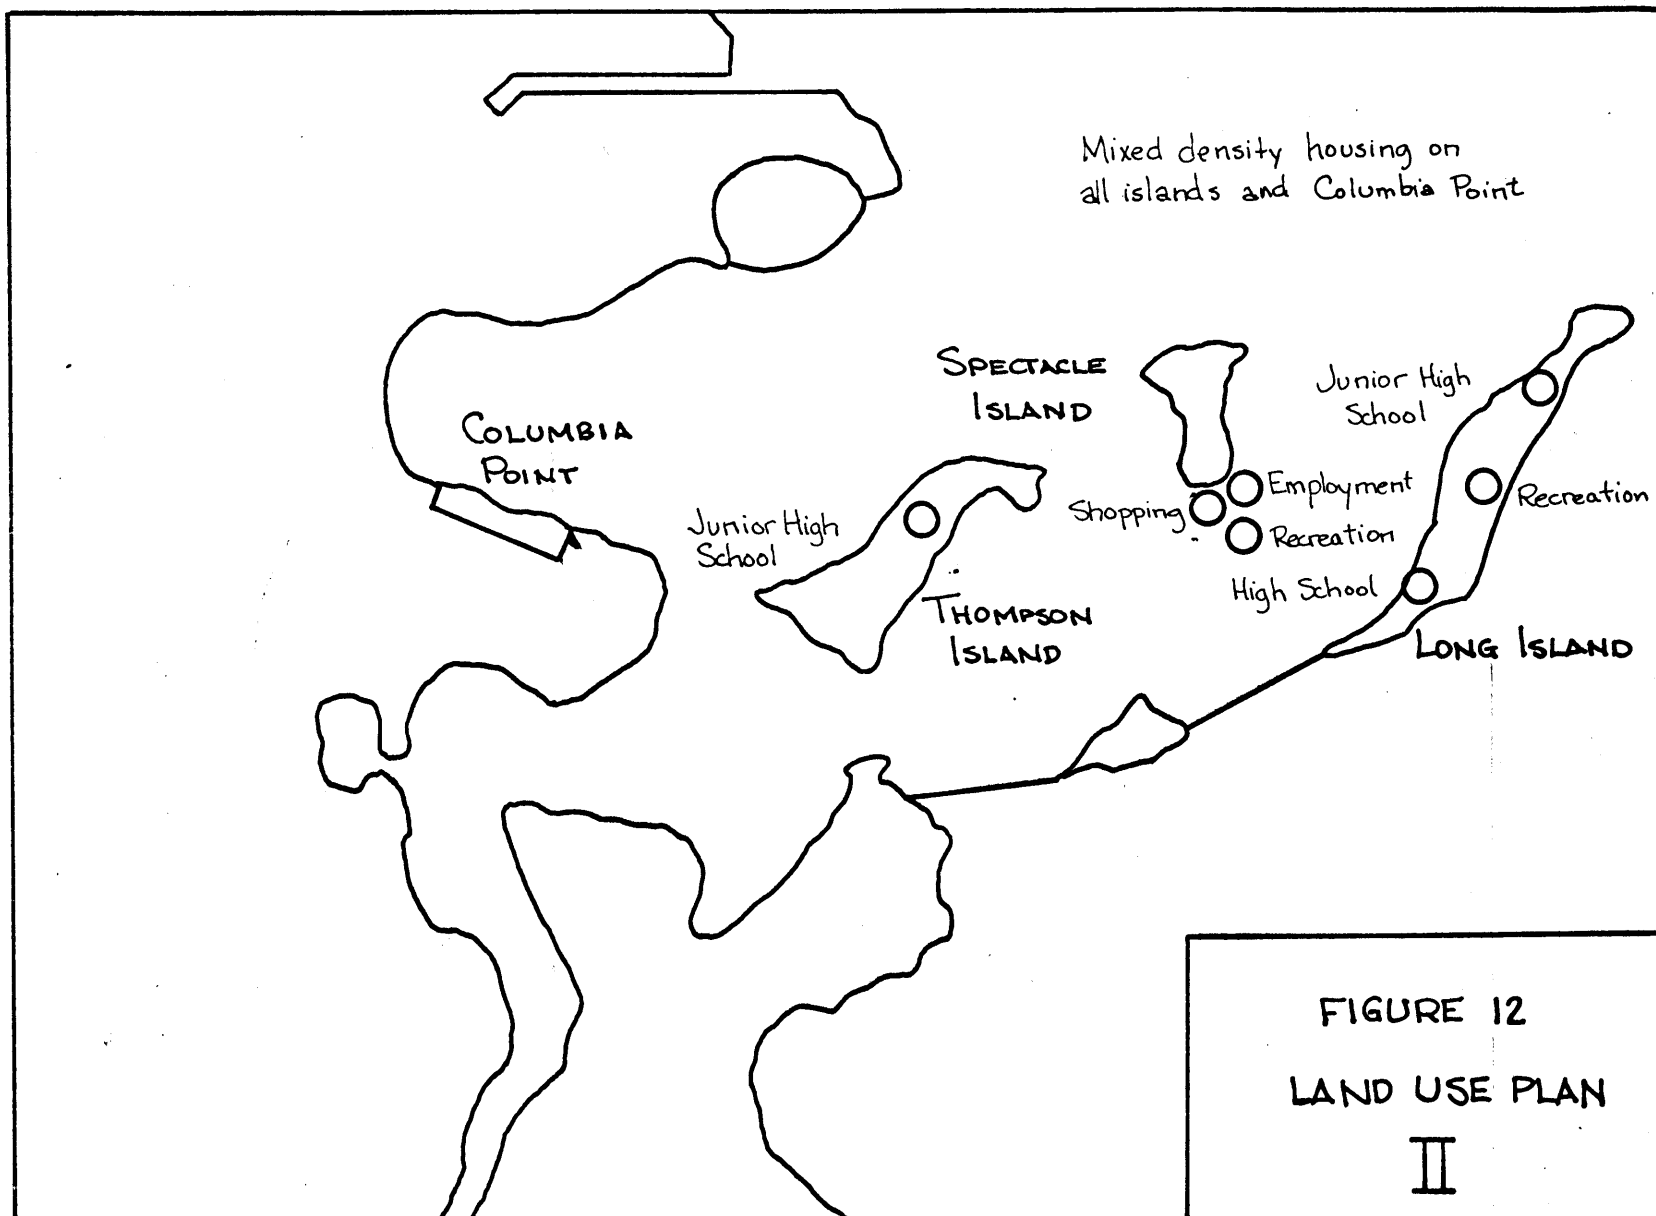 Mixed density housing on
all islands and Columbia Point
SPECTACLE
ISLAND
Junior High
School
COLUMBIA
POINT
Employment
Shopping
Recreation
Recreation
Junior High
School
High School
THOMPSON
ISLAND
LONG ISLAND
FIGURE 12
LAND USE PLAN
II